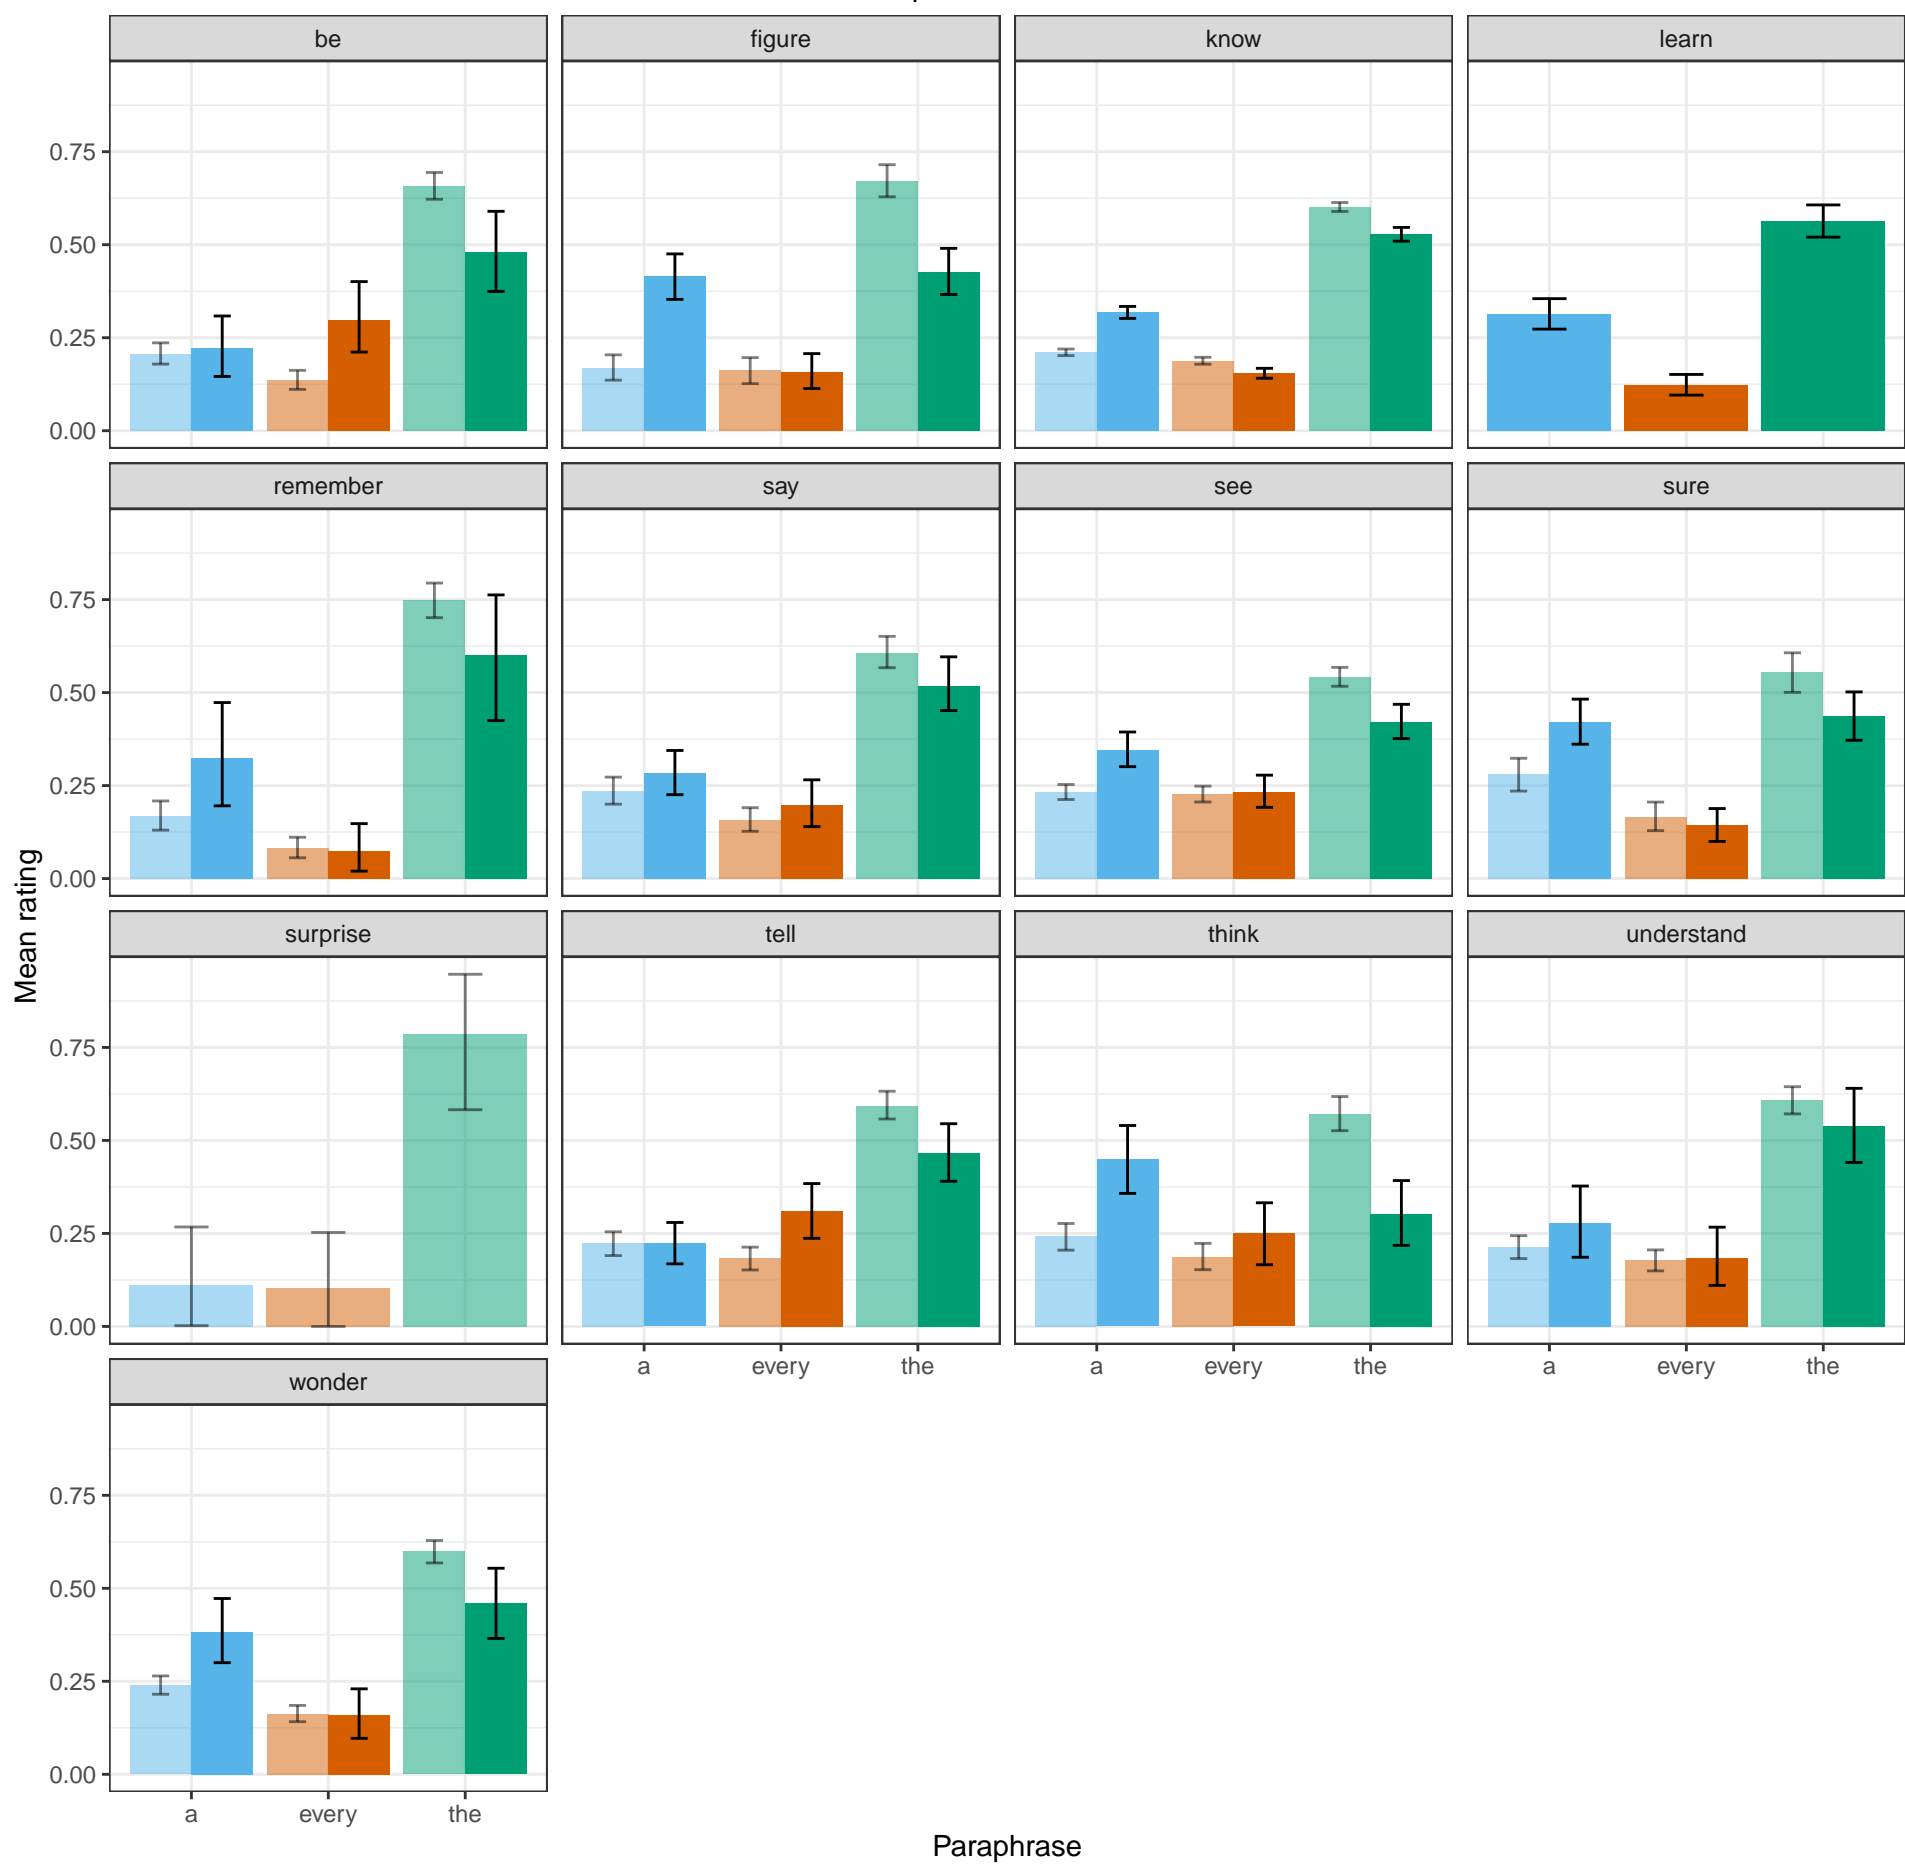 be figure know learn
0.75
0.50
0.25
0.00
remember say see sure
0.75
0.50
0.25
0.00
surprise tell think understand
0.75
0.50
0.25
0.00
a every the a every the a every the
wonder
0.75
0.50
0.25
0.00
a every the
Mean rating
Paraphrase